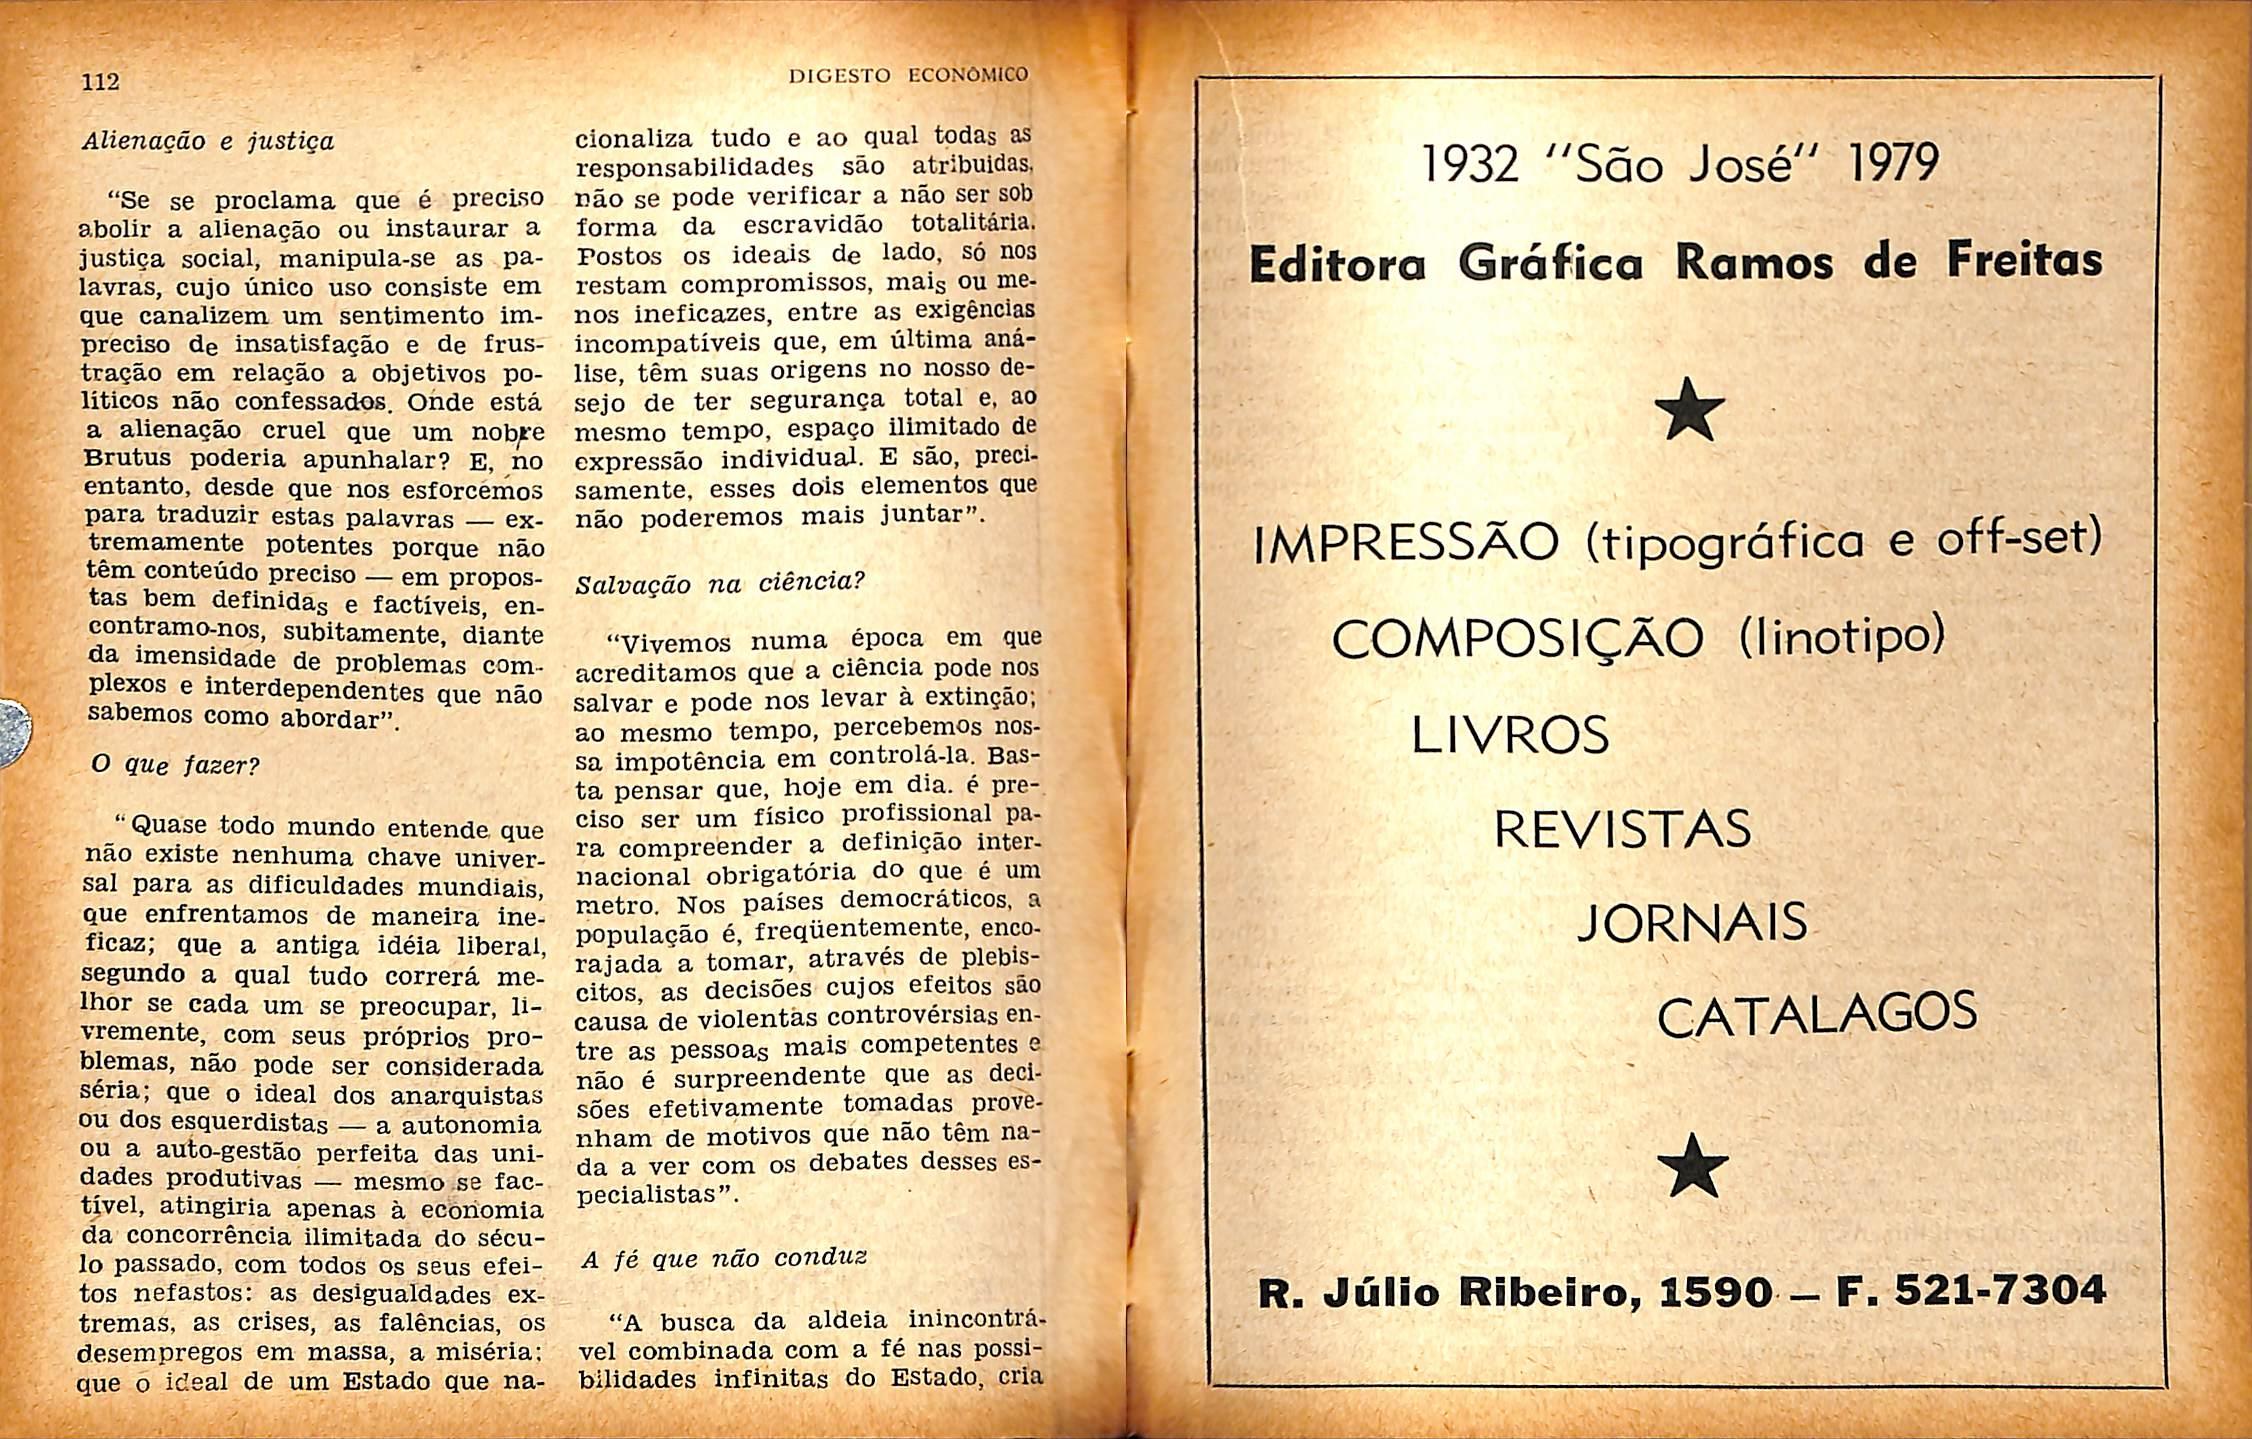 112
DIGESTO ECONÔMICO
Alienação e justiça
“Se se proclama que é preciso
abolir a alienação ou instaurar a
justiça social, manipula-se as pa-
lavras, cujo único uso consiste em
que canalizem um sentimento im-
preciso de insatisfação e de frus-
tração em relação a objetivos po-
líticos não confessados. Onde está
a alienação cruel que um nobre
Brutus poderia apunhalar? E, no
entanto, desde que nos esforcemos
para traduzir estas palavras — ex-
tremamente potentes porque não
têm conteúdo preciso — em propos-
tas bem definidas e factíveis, en-
contramo-nos, subitamente, diante
da imensidade de problemas com-
plexos e interdependentes que não
sabemos como abordar”.
O que fazer?
“Quase todo mundo entende que
não existe nenhuma chave univer-
sal para as dificuldades mundiais,
que enfrentamos de maneira ine-
ficaz; que a antiga idéia liberal,
segundo a qual tudo correrá me-
lhor se cada um se preocupar, li-
vremente, com seus próprios pro-
blemas, não pode ser considerada
séria; que o ideal dos anarquistas
ou dos esquerdistas — a autonomia
ou a auto-gestão perfeita das uni-
dades produtivas — mesmo se fac-
tível, atingiria apenas à economia
da concorrência ilimitada do sécu-
lo passado, com todos os seus efei-
tos nefastos: as desigualdades ex-
tremas, as crises, as falências, os
desempregos em massa, a miséria;
que o ideal de um Estado que na-
cionaliza tudo e ao qual todas as
responsabilidades são atribuidas,
não se pode verificar a não ser sob
forma da escravidão totalitária.
Postos os ideais de lado, só nos
restam compromissos, mais ou me-
nos ineficazes, entre as exigências
incompatíveis que, em última aná-
lise, têm suas origens no nosso de-
sejo de ter segurança total e, ao
mesmo tempo, espaço ilimitado de
expressão individual. E são, preci-
samente, esses dois elementos que
não poderemos mais juntar”.
Salvação na ciência?
“Vivemos numa época em que
acreditamos que a ciência pode nos
salvar e pode nos levar à extinção;
ao mesmo tempo, percebemos nos-
sa impotência em controlá-la. Bas-
ta pensar que, hoje em dia. é pre-
ciso ser um físico profissional pa-
ra compreender a definição inter-
nacional obrigatória do que é um
metro. Nos países democráticos, a
população é, freqüentemente, enco-
rajada a tomar, através de plebis-
citos, as decisões cujos efeitos são
causa de violentas controvérsias en-
tre as pessoas mais competentes e
não é surpreendente que as deci-
sões efetivamente tomadas prove-
nham de motivos que não têm na-
da a ver com os debates desses es-
pecialistas”.
A fé que não conduz
“A busca da aldeia inincontrá-
vel combinada com a fé nas possi-
bilidades infinitas do Estado, cria
1932 "São José" 1979
Editora Gráfica Ramos de Freitas
★
IMPRESSÃO (tipográfica e off-set)
COMPOSIÇÃO (linotipo)
LIVROS
REVISTAS
JORNAIS
CATALAGOS
★
R. Júlio Ribeiro, 1590 — F. 521-7304